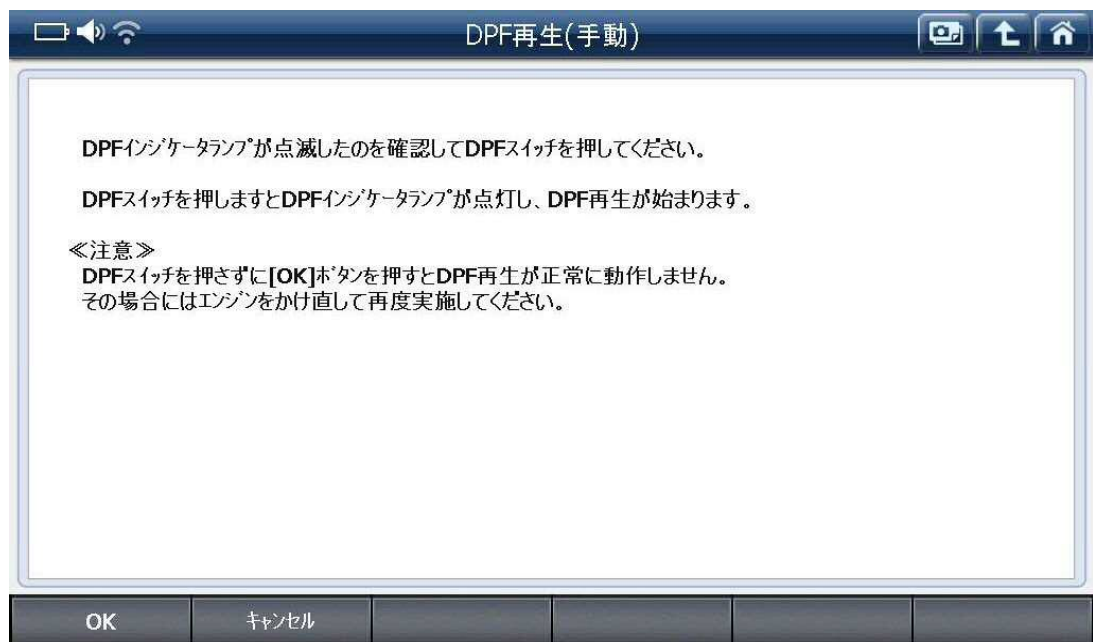 DPF再生(手動)
DPFｲﾝｼﾞｹｰﾀﾗﾝﾌﾟが点滅したのを確認してDPFｽｲｯﾁを押してください。
DPFｽｲｯﾁを押しますとDPFｲﾝｼﾞｹｰﾀﾗﾝﾌﾟが点灯し、DPF再生が始まります。
≪注意≫
DPFｽｲｯﾁを押さずに[OK]ﾎﾞﾀﾝを押すとDPF再生が正常に動作しません。
その場合にはｴﾝｼﾞﾝをかけ直して再度実施してください。
OK ｷｬﾝｾﾙ